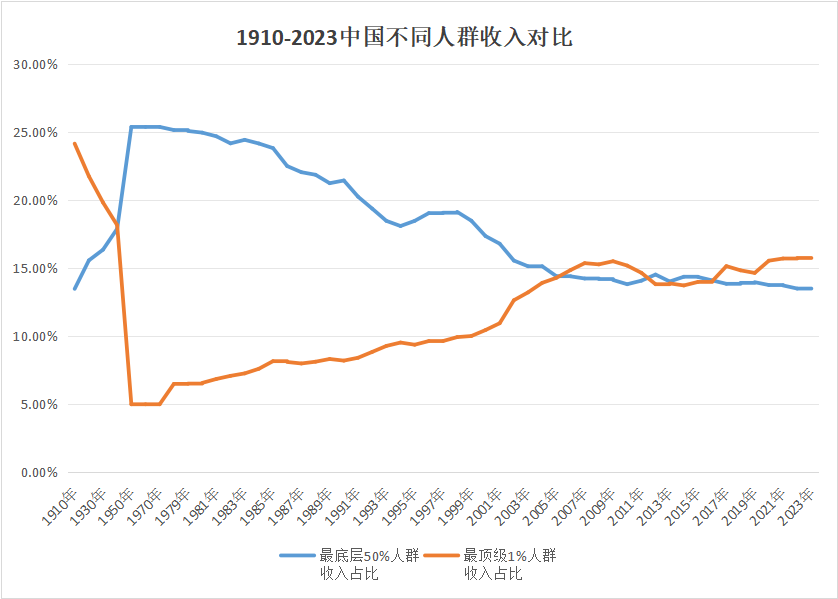 1910-2023中国不同人群收入对比
30.00%
25.00%
20.00%
15.00%
10.00%
5.00%
0.00%
1910年
1930年
1950年
1970年
1979年
1981年
1983年
1985年
1987年
1989年
1991年
1993年
1995年
1997年
1999年
2001年
2003年
2005年
2007年
2009年
2011年
2013年
2015年
2017年
2019年
2021年
2023年
最底层50%人群
收入占比
最顶级1%人群
收入占比